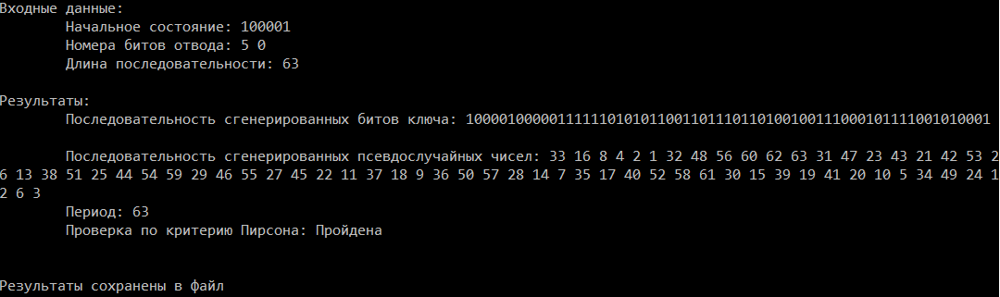 Входные данные:
Начальное состояние: 100001
Номера битов отвода: 5 0
Длина последовательности: 63
Результаты:
Последовательность сгенерированных битов ключа: 100001000001111110101011001101110110100100111000101111001010001
Последовательность сгенерированных псевдослучайных чисел: 33 16 8 4 2 1 32 48 56 60 62 63 31 47 23 43 21 42 53 2
6 13 38 51 25 44 54 59 29 46 55 27 45 22 11 37 18 9 36 50 57 28 14 7 35 17 40 52 58 61 30 15 39 19 41 20 10 5 34 49 24 1
2 6 3
Период: 63
Проверка по критерию Пирсона: Пройдена
Результаты сохранены в файл